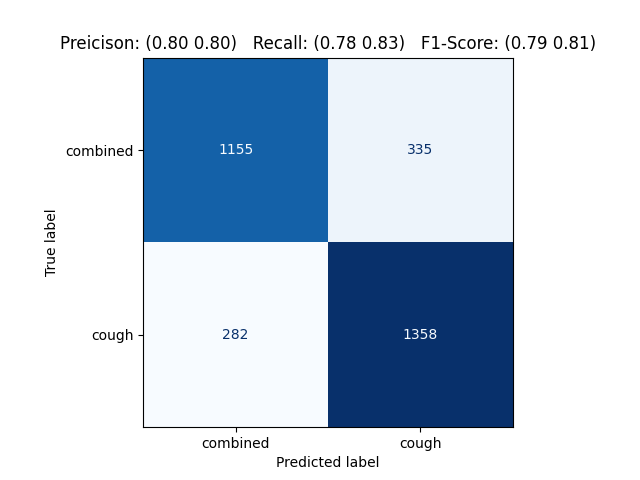 Preicison: (0.80 0.80) Recall: (0.78 0.83) F1-Score: (0.79 0.81)
combined 1155 335
True label
cough 282 1358
combined cough
Predicted label